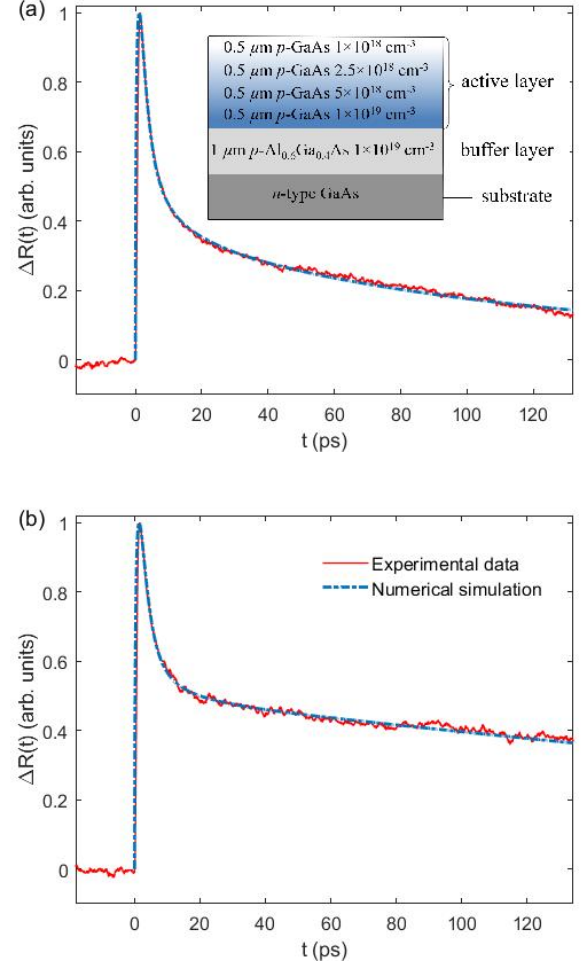 (a)
1
0.8
0.6
0.4
0.2
0
ΔR(t) (arb. units)
0.5 μm p-GaAs 1×10¹⁸ cm⁻³
0.5 μm p-GaAs 2.5×10¹⁸ cm⁻³
0.5 μm p-GaAs 5×10¹⁸ cm⁻³
0.5 μm p-GaAs 1×10¹⁹ cm⁻³
active layer
1 μm p-Al₀.₆Ga₀.₄As 1×10¹⁹ cm⁻³
buffer layer
n-type GaAs
substrate
0 20 40 60 80 100 120
t (ps)
(b)
1
0.8
0.6
0.4
0.2
0
ΔR(t) (arb. units)
Experimental data
Numerical simulation
0 20 40 60 80 100 120
t (ps)